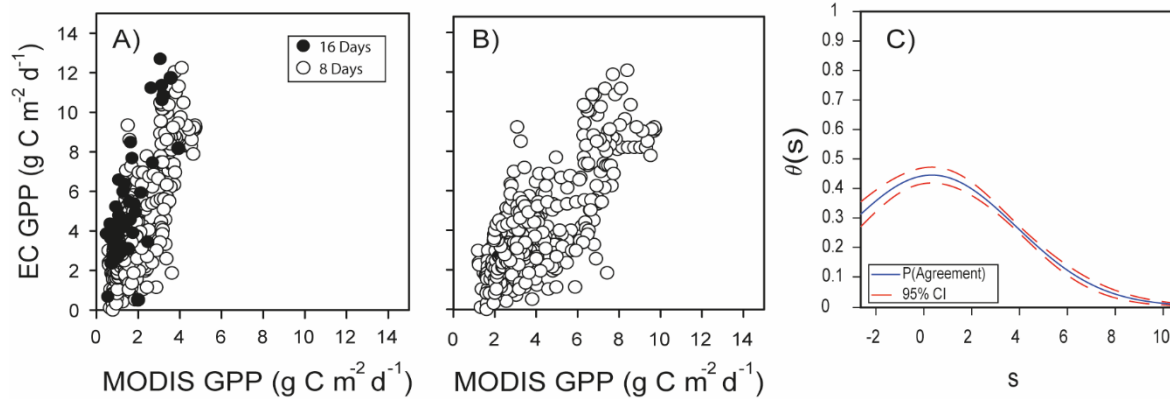 A)
16 Days
8 Days
EC GPP (g C m⁻² d⁻¹)
14
12
10
8
6
4
2
0
0 2 4 6 8 10 12 14
MODIS GPP (g C m⁻² d⁻¹)
B)
0 2 4 6 8 10 12 14
MODIS GPP (g C m⁻² d⁻¹)
C)
θ(s)
1
0.9
0.8
0.7
0.6
0.5
0.4
0.3
0.2
0.1
0
P(Agreement)
95% CI
-2 0 2 4 6 8 10
s